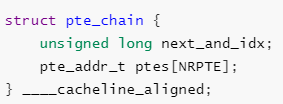 struct pte_chain {
    unsigned long next_and_idx;
    pte_addr_t ptes[NRPTE];
} ____cacheline_aligned;